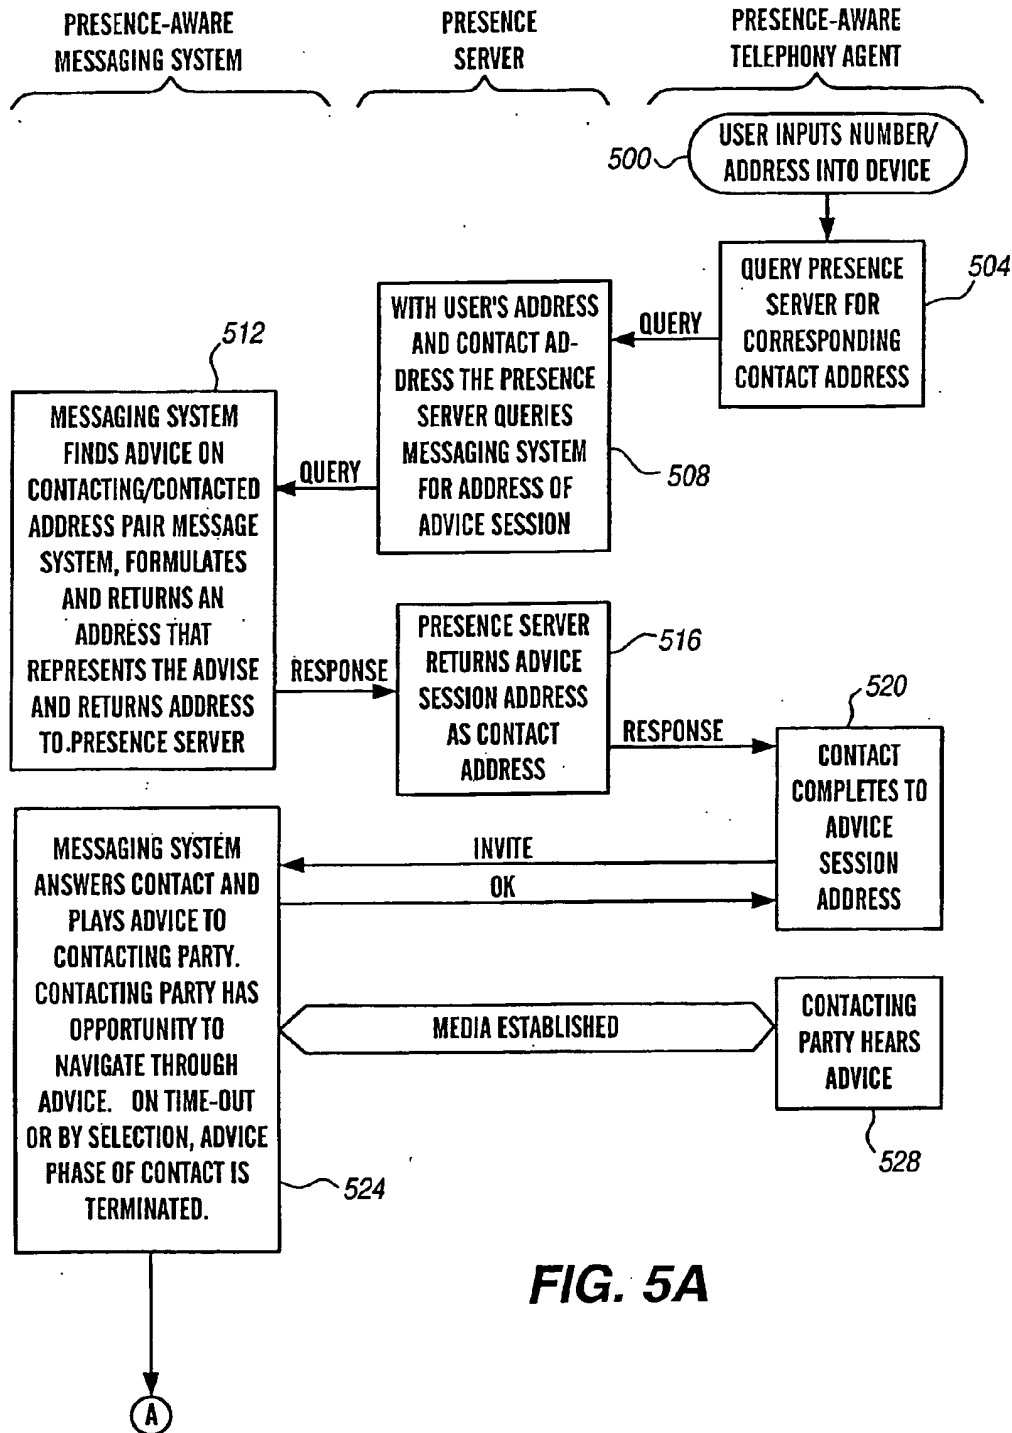 PRESENCE-AWARE
MESSAGING SYSTEM
PRESENCE
SERVER
PRESENCE-AWARE
TELEPHONY AGENT
500
USER INPUTS NUMBER/
ADDRESS INTO DEVICE
504
QUERY PRESENCE
SERVER FOR
CORRESPONDING
CONTACT ADDRESS
QUERY
WITH USER'S ADDRESS
AND CONTACT AD-
DRESS THE PRESENCE
SERVER QUERIES
MESSAGING SYSTEM
FOR ADDRESS OF
ADVICE SESSION
508
QUERY
512
MESSAGING SYSTEM
FINDS ADVICE ON
CONTACTING/CONTACTED
ADDRESS PAIR MESSAGE
SYSTEM, FORMULATES
AND RETURNS AN
ADDRESS THAT
REPRESENTS THE ADVISE
AND RETURNS ADDRESS
TO PRESENCE SERVER
RESPONSE
PRESENCE SERVER
RETURNS ADVICE
SESSION ADDRESS
AS CONTACT
ADDRESS
516
RESPONSE
520
CONTACT
COMPLETES TO
ADVICE
SESSION
ADDRESS
INVITE
OK
MESSAGING SYSTEM
ANSWERS CONTACT AND
PLAYS ADVICE TO
CONTACTING PARTY.
CONTACTING PARTY HAS
OPPORTUNITY TO
NAVIGATE THROUGH
ADVICE. ON TIME-OUT
OR BY SELECTION, ADVICE
PHASE OF CONTACT IS
TERMINATED.
524
MEDIA ESTABLISHED
CONTACTING
PARTY HEARS
ADVICE
528
FIG. 5A
A